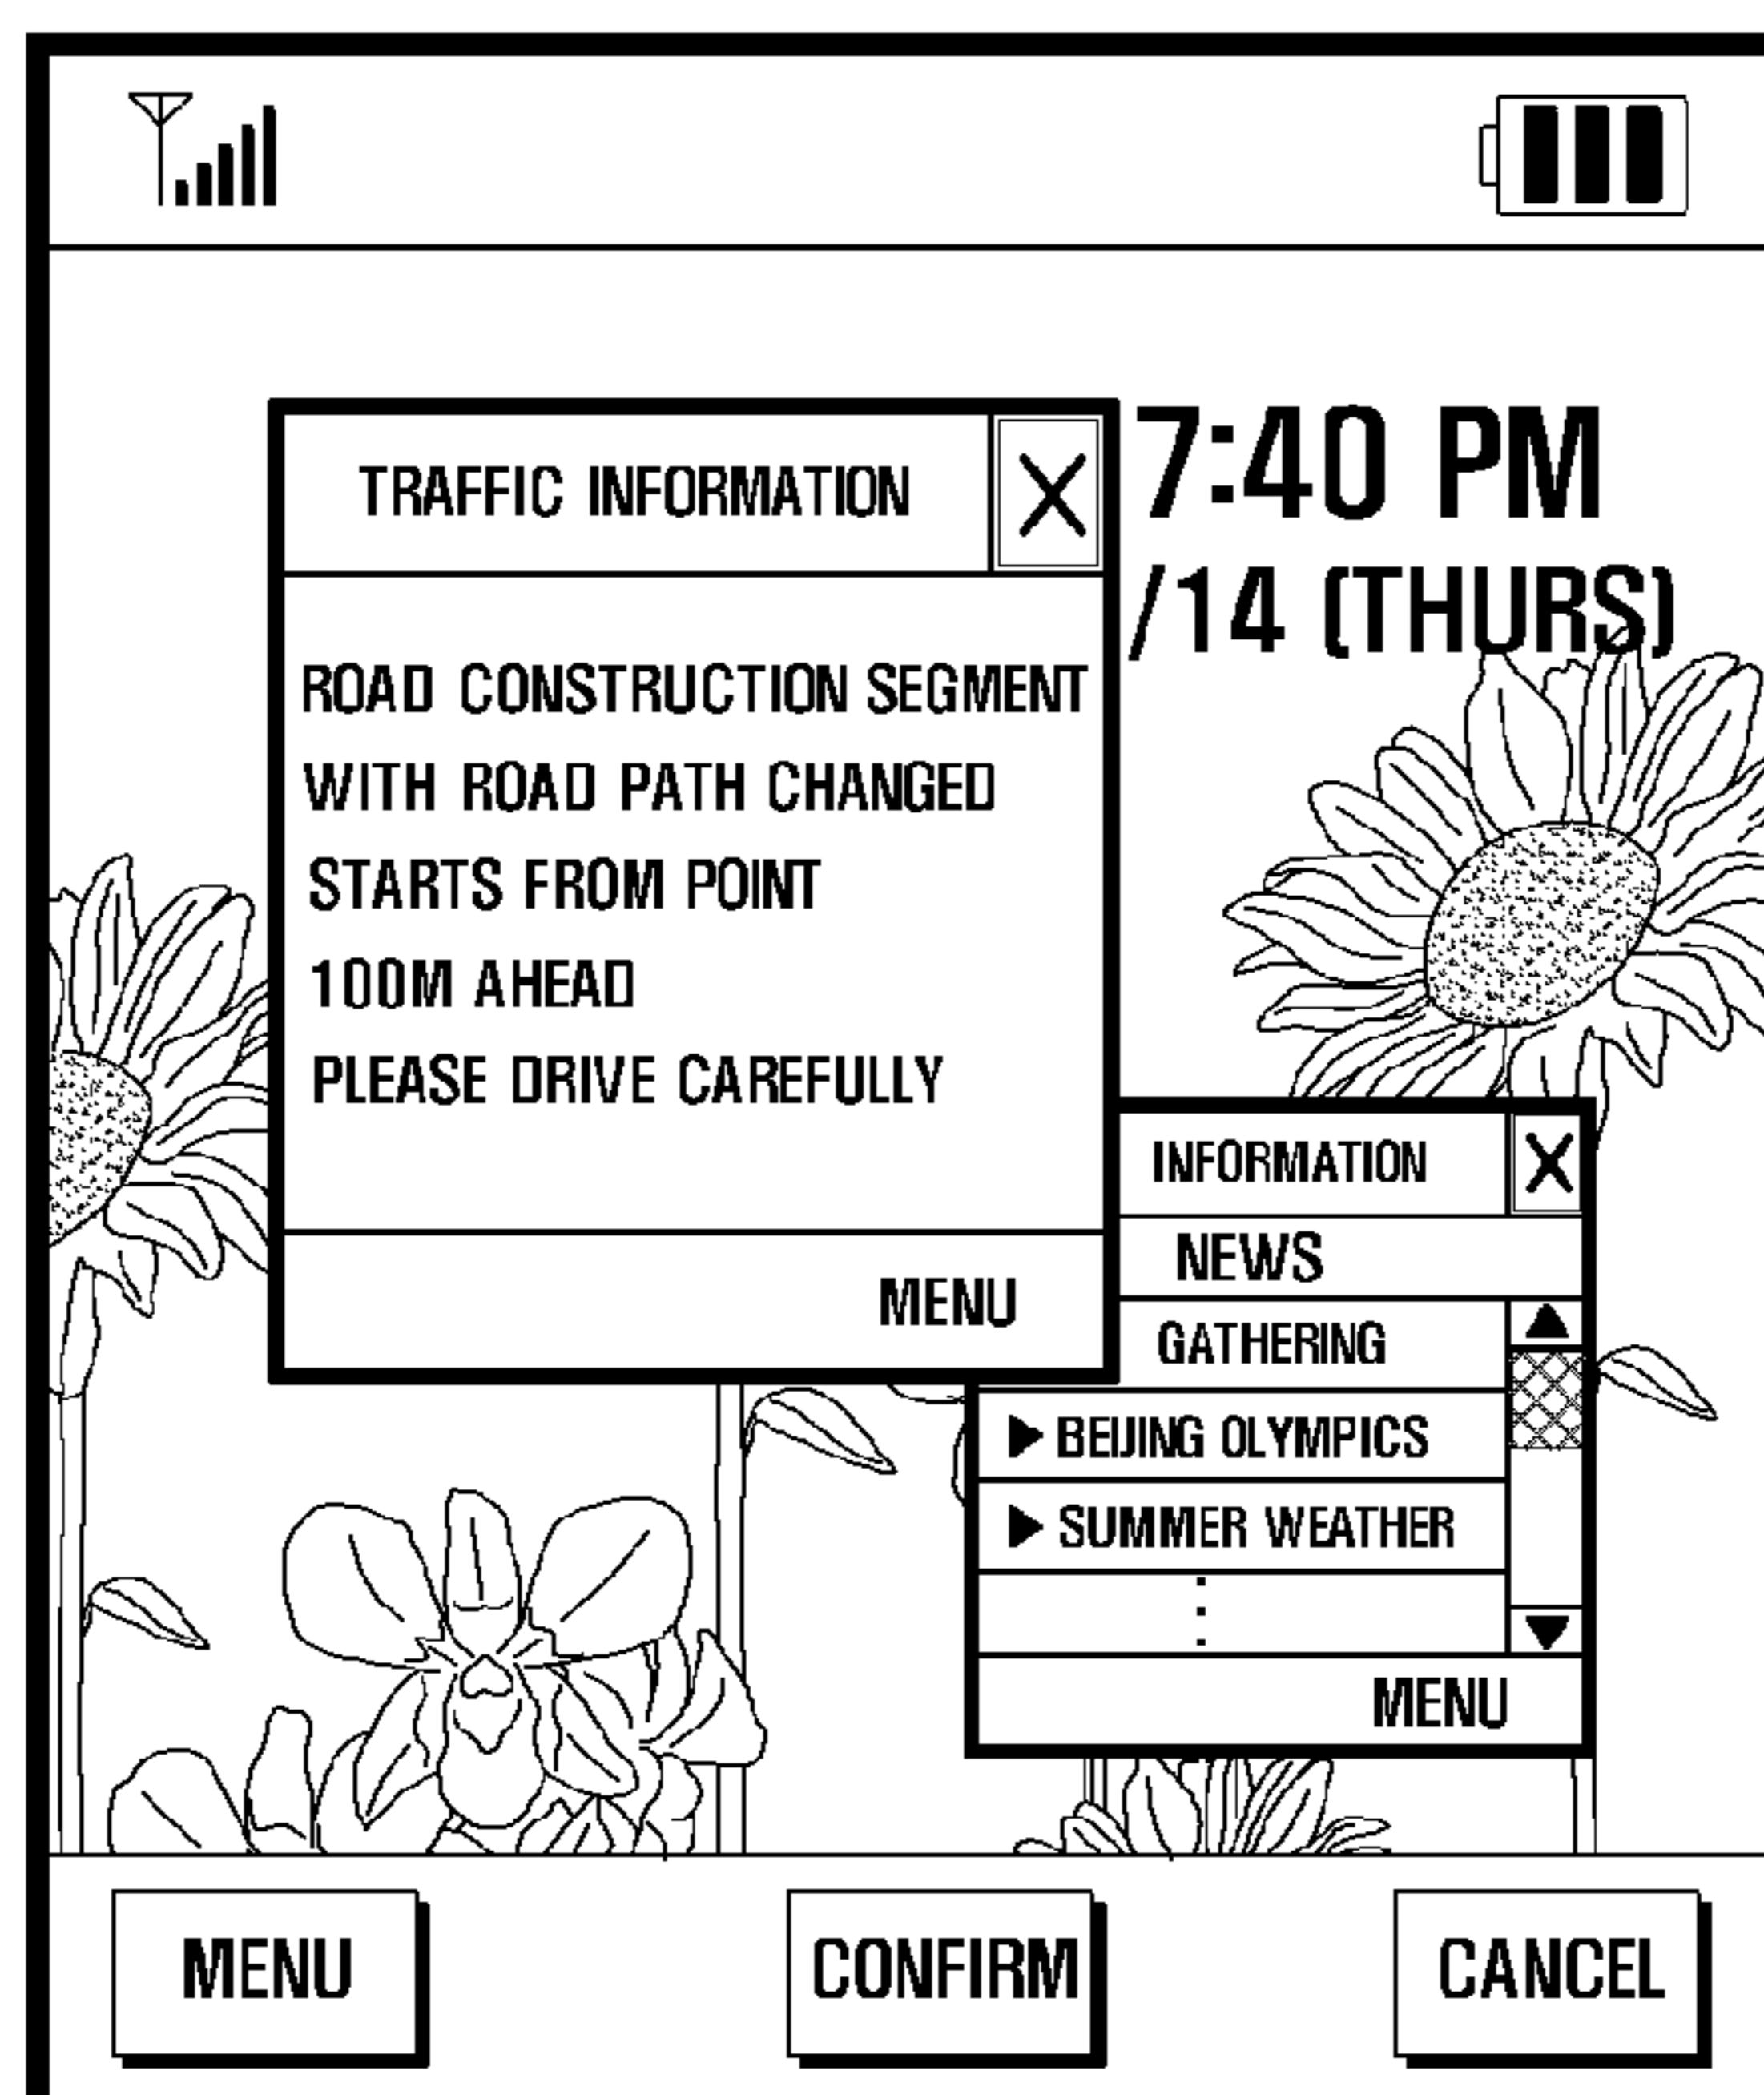 7:40 PM
/14 (THURS)
TRAFFIC INFORMATION X
ROAD CONSTRUCTION SEGMENT
WITH ROAD PATH CHANGED
STARTS FROM POINT
100M AHEAD
PLEASE DRIVE CAREFULLY
MENU
INFORMATION X
NEWS
GATHERING
BEIJING OLYMPICS
SUMMER WEATHER
MENU
MENU CONFIRM CANCEL